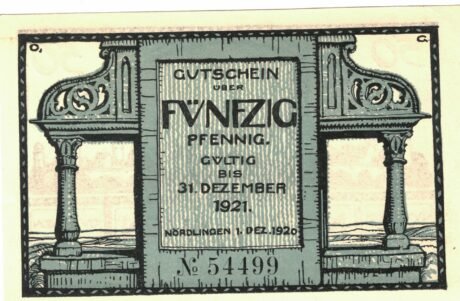 O. G.
GUTSCHEIN
ÜBER
FÜNFZIG
PFENNIG.
GÜLTIG
BIS
31. DEZEMBER
1921.
NÖRDLINGEN 1. DEZ. 1920
№ 54499